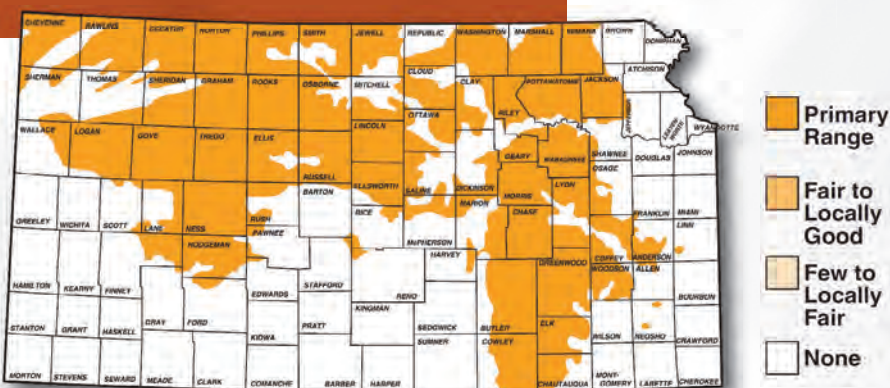 CHEYENNE RAWLINS DECATUR NORTON PHILLIPS SMITH JEWELL REPUBLIC WASHINGTON MARSHALL NEMAHA BROWN DONIPHAN
ATCHISON
SHERMAN THOMAS SHERIDAN GRAHAM ROOKS OSBORNE MITCHELL CLOUD CLAY POTTAWATOMIE JACKSON
RILEY JEFFERSON LEAVEN-WORTH WYANDOTTE
OTTAWA
WALLACE LOGAN GOVE TREGO ELLIS RUSSELL LINCOLN
GEARY WABAUNSEE SHAWNEE DOUGLAS JOHNSON
ELLSWORTH SALINE DICKINSON MORRIS LYON OSAGE
GREELEY WICHITA SCOTT LANE NESS RUSH BARTON RICE McPHERSON MARION CHASE FRANKLIN MIAMI
HODGEMAN PAWNEE
LINN
HAMILTON KEARNY FINNEY EDWARDS STAFFORD RENO HARVEY GREENWOOD COFFEY ANDERSON
WOODSON ALLEN BOURBON
STANTON GRANT HASKELL GRAY FORD KIOWA PRATT KINGMAN SEDGWICK BUTLER ELK WILSON NEOSHO CRAWFORD
MORTON STEVENS SEWARD MEADE CLARK COMANCHE BARBER HARPER SUMNER COWLEY CHAUTAUQUA MONT-GOMERY LABETTE CHEROKEE
Primary
Range
Fair to
Locally
Good
Few to
Locally
Fair
None